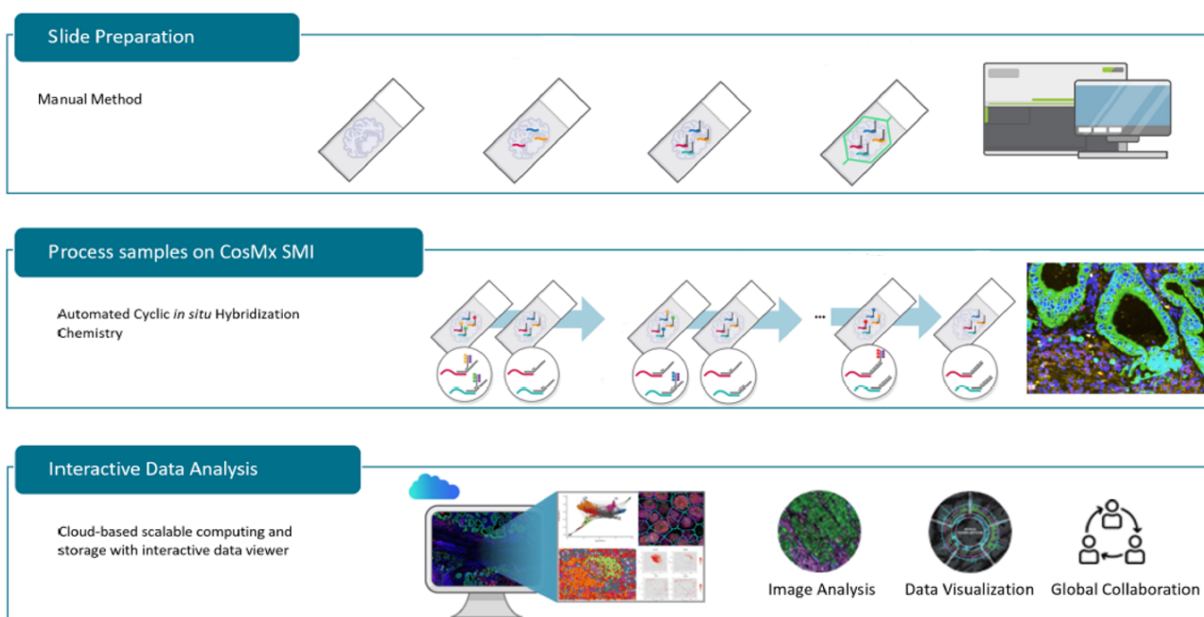 Slide Preparation
Manual Method
Process samples on CosMx SMI
Automated Cyclic in situ Hybridization
Chemistry
...
Interactive Data Analysis
Cloud-based scalable computing and
storage with interactive data viewer
Image Analysis
Data Visualization
Global Collaboration